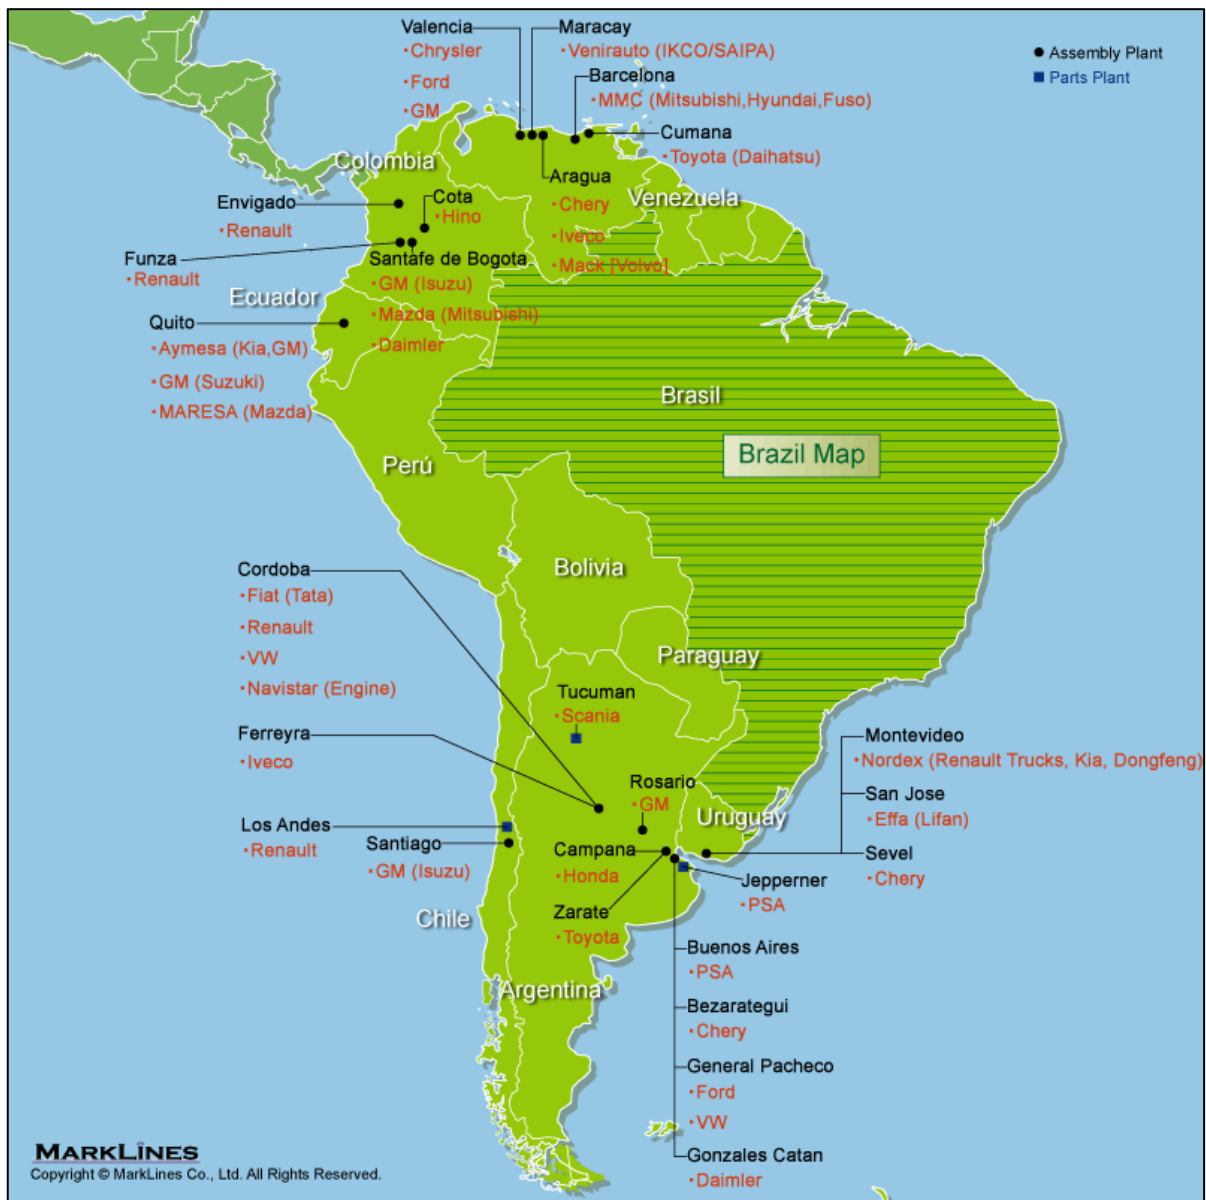 Valencia
・Chrysler
・Ford
・GM
Maracay
・Venirauto (IKCO/SAIPA)
Barcelona
・MMC (Mitsubishi,Hyundai,Fuso)
Cumana
・Toyota (Daihatsu)
Assembly Plant
Parts Plant
Colombia
Aragua
・Chery
・Iveco
・Mack [Volvo]
Venezuela
Envigado
・Renault
Cota
・Hino
Funza
・Renault
Santafe de Bogota
・GM (Isuzu)
・Mazda (Mitsubishi)
・Daimler
Ecuador
Quito
・Aymesa (Kia,GM)
・GM (Suzuki)
・MARESA (Mazda)
Brasil
Brazil Map
Perú
Bolivia
Cordoba
・Fiat (Tata)
・Renault
・VW
・Navistar (Engine)
Paraguay
Tucuman
・Scania
Ferreyra
・Iveco
Rosario
・GM
Montevideo
・Nordex (Renault Trucks, Kia, Dongfeng)
San Jose
・Effa (Lifan)
Sevel
・Chery
Uruguay
Los Andes
・Renault
Santiago
・GM (Isuzu)
Campana
・Honda
Jepperner
・PSA
Zarate
・Toyota
Chile
Buenos Aires
・PSA
Argentina
Bezarategui
・Chery
General Pacheco
・Ford
・VW
Gonzales Catan
・Daimler
MARKLINES
Copyright © MarkLines Co., Ltd. All Rights Reserved.